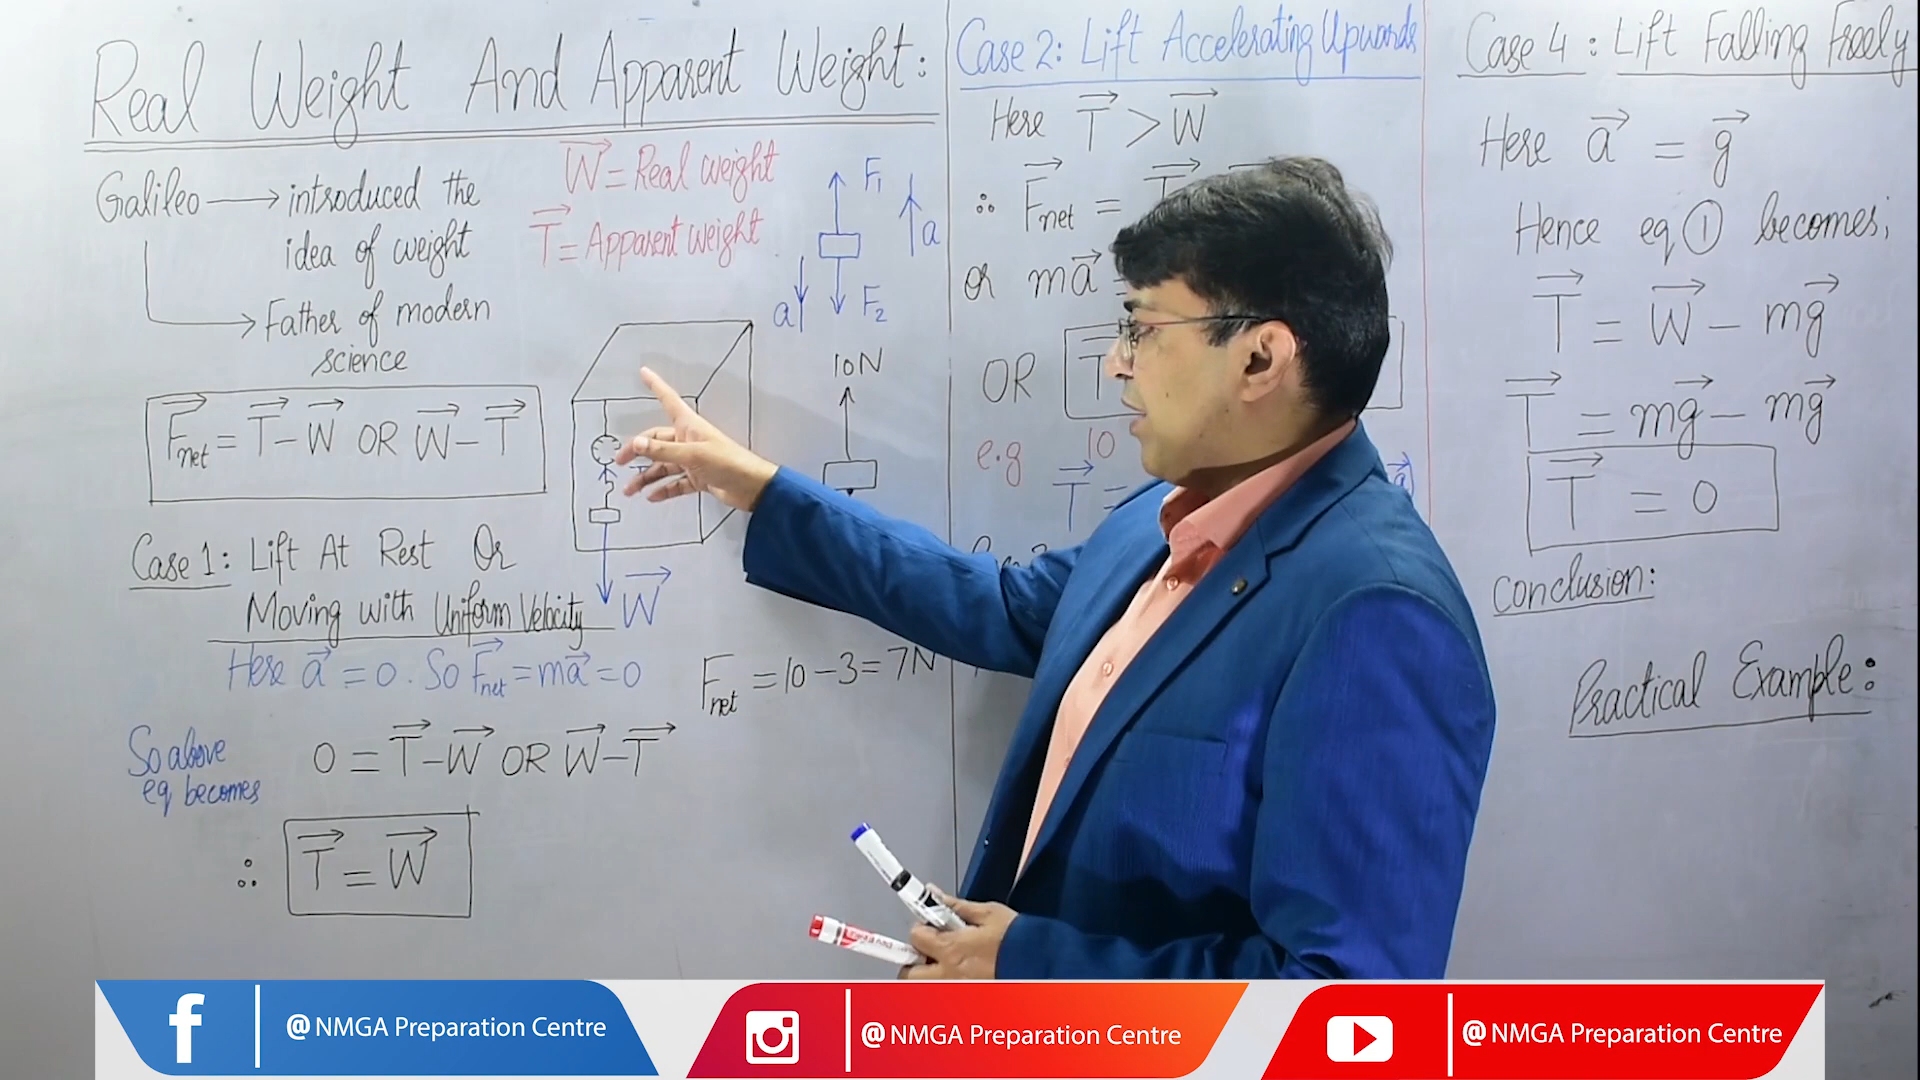 Real Weight And Apparent Weight:
Galileo → introduced the
idea of weight
→ Father of modern
science
W⃗ = Real weight
T⃗ = Apparent weight
F1
a
a
F2
F⃗net = T⃗ - W⃗ OR W⃗ - T⃗
10N
W⃗
Case 1: Lift At Rest Or
Moving with Uniform Velocity
Here a⃗ = 0. So F⃗net = ma⃗ = 0
Fnet = 10 - 3 = 7N
So above
eq becomes
0 = T⃗ - W⃗ OR W⃗ - T⃗
∴ T⃗ = W⃗
Case 2: Lift Accelerating Upwards
Here T⃗ > W⃗
∴ F⃗net =
or ma⃗ =
OR T
e.g 10
T⃗ =
Case 4: Lift Falling Freely
Here a⃗ = g⃗
Hence eq ① becomes;
T⃗ = W⃗ - mg⃗
T⃗ = mg⃗ - mg⃗
T⃗ = 0
Conclusion:
Practical Example:
f @NMGA Preparation Centre
@NMGA Preparation Centre
@NMGA Preparation Centre